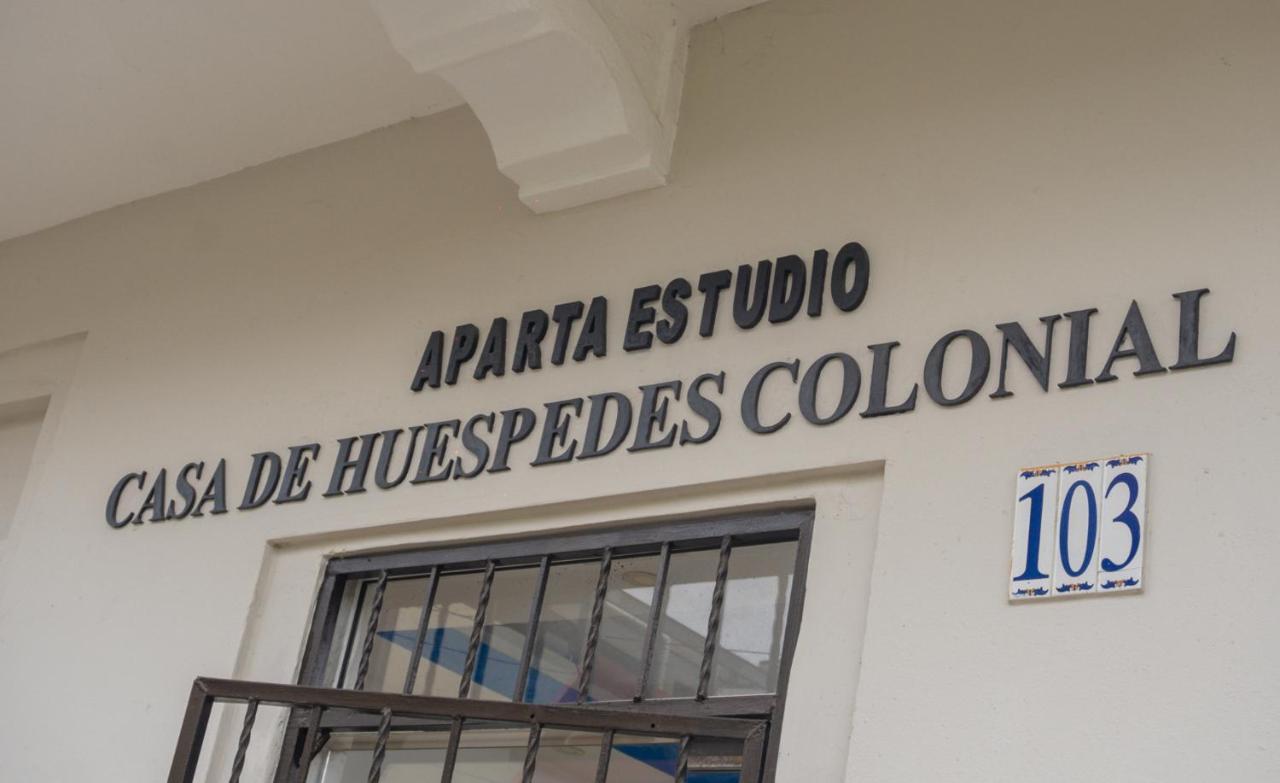 APARTA ESTUDIO
CASA DE HUESPEDES COLONIAL
103